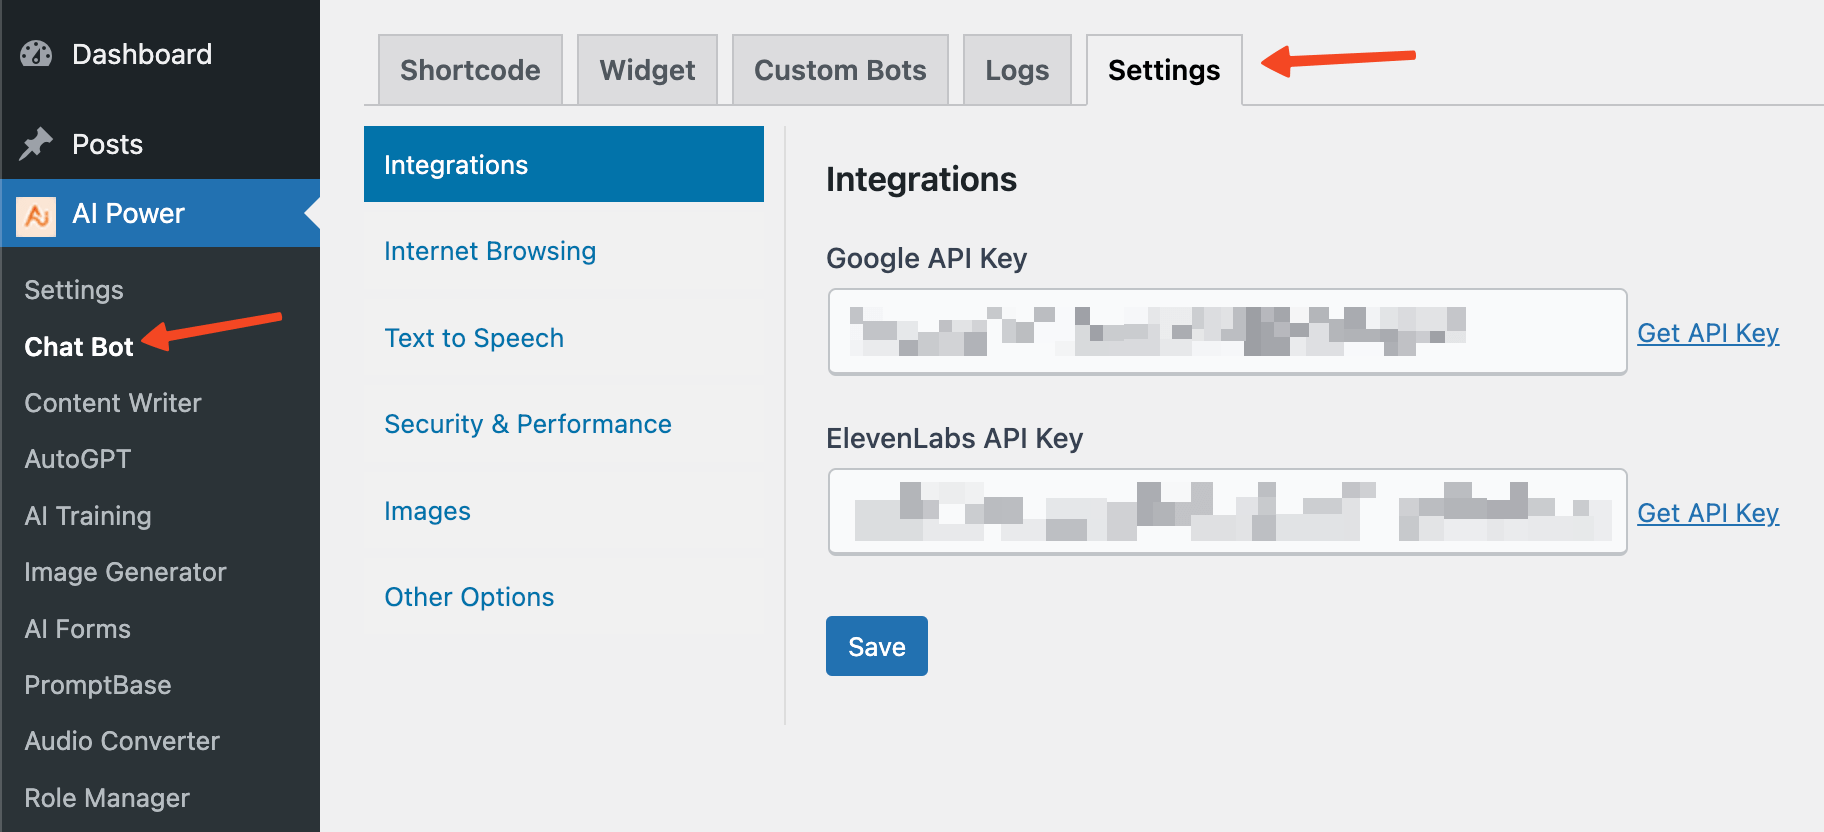 Dashboard
Posts
AI Power
Settings
Chat Bot
Content Writer
AutoGPT
AI Training
Image Generator
AI Forms
PromptBase
Audio Converter
Role Manager
Shortcode
Widget
Custom Bots
Logs
Settings
Integrations
Internet Browsing
Text to Speech
Security & Performance
Images
Other Options
Integrations
Google API Key
Get API Key
ElevenLabs API Key
Get API Key
Save